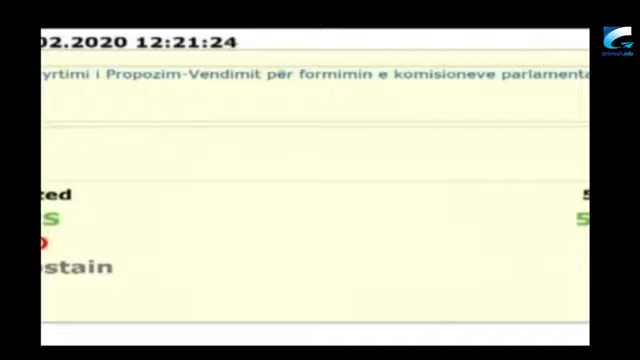 02.2020 12:21:24
yrtimi i Propozim-Vendimit për formimin e komisioneve parlamenta
ted
5
S
5
stain